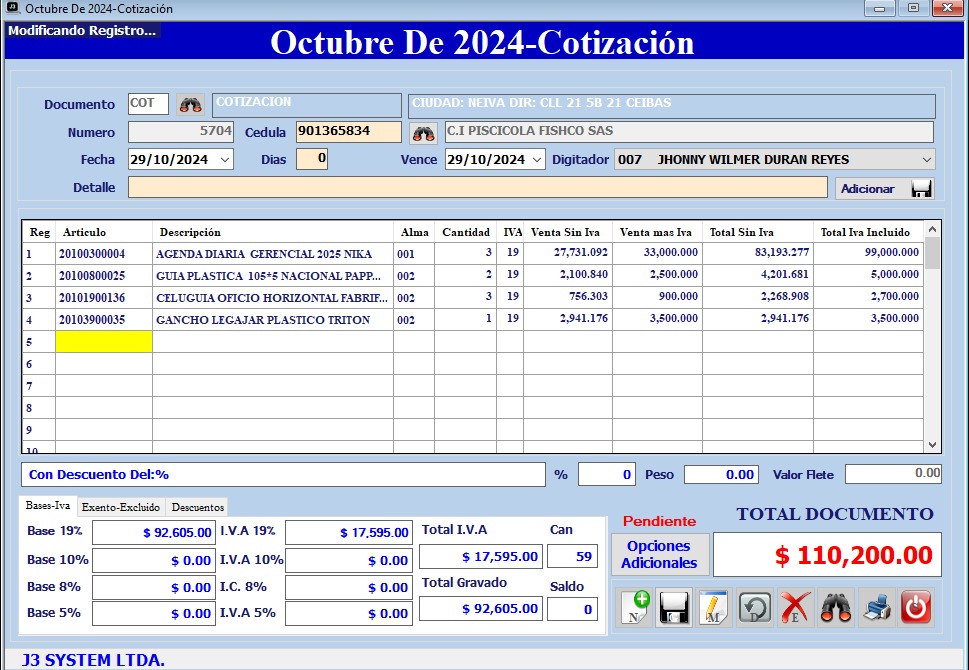 Octubre De 2024-Cotización
Modificando Registro...
Octubre De 2024-Cotización
Documento COT COTIZACION CIUDAD: NEIVA DIR: CLL 21 5B 21 CEIBAS
Numero 5704 Cedula 901365834 C.I PISCICOLA FISHCO SAS
Fecha 29/10/2024 Dias 0 Vence 29/10/2024 Digitador 007 JHONNY WILMER DURAN REYES
Detalle Adicionar
Reg Articulo Descripción Alma Cantidad IVA Venta Sin Iva Venta mas Iva Total Sin Iva Total Iva Incluido
1 20100300004 AGENDA DIARIA GERENCIAL 2025 NIKA 001 3 19 27,731.092 33,000.000 83,193.277 99,000.000
2 20100800025 GUIA PLASTICA 105*5 NACIONAL PAPP... 002 2 19 2,100.840 2,500.000 4,201.681 5,000.000
3 20101900136 CELUGUIA OFICIO HORIZONTAL FABRIF... 002 3 19 756.303 900.000 2,268.908 2,700.000
4 20103900035 GANCHO LEGAJAR PLASTICO TRITON 002 1 19 2,941.176 3,500.000 2,941.176 3,500.000
5
6
7
8
9
10
Con Descuento Del:% % 0 Peso 0.00 Valor Flete 0.00
Bases-Iva Exento-Excluido Descuentos
Base 19% $ 92,605.00 I.V.A 19% $ 17,595.00 Total I.V.A Can
Base 10% $ 0.00 I.V.A 10% $ 0.00 $ 17,595.00 59
Base 8% $ 0.00 I.C. 8% $ 0.00 Total Gravado Saldo
Base 5% $ 0.00 I.V.A 5% $ 0.00 $ 92,605.00 0
Pendiente TOTAL DOCUMENTO
Opciones Adicionales $ 110,200.00
N G M D E
J3 SYSTEM LTDA.